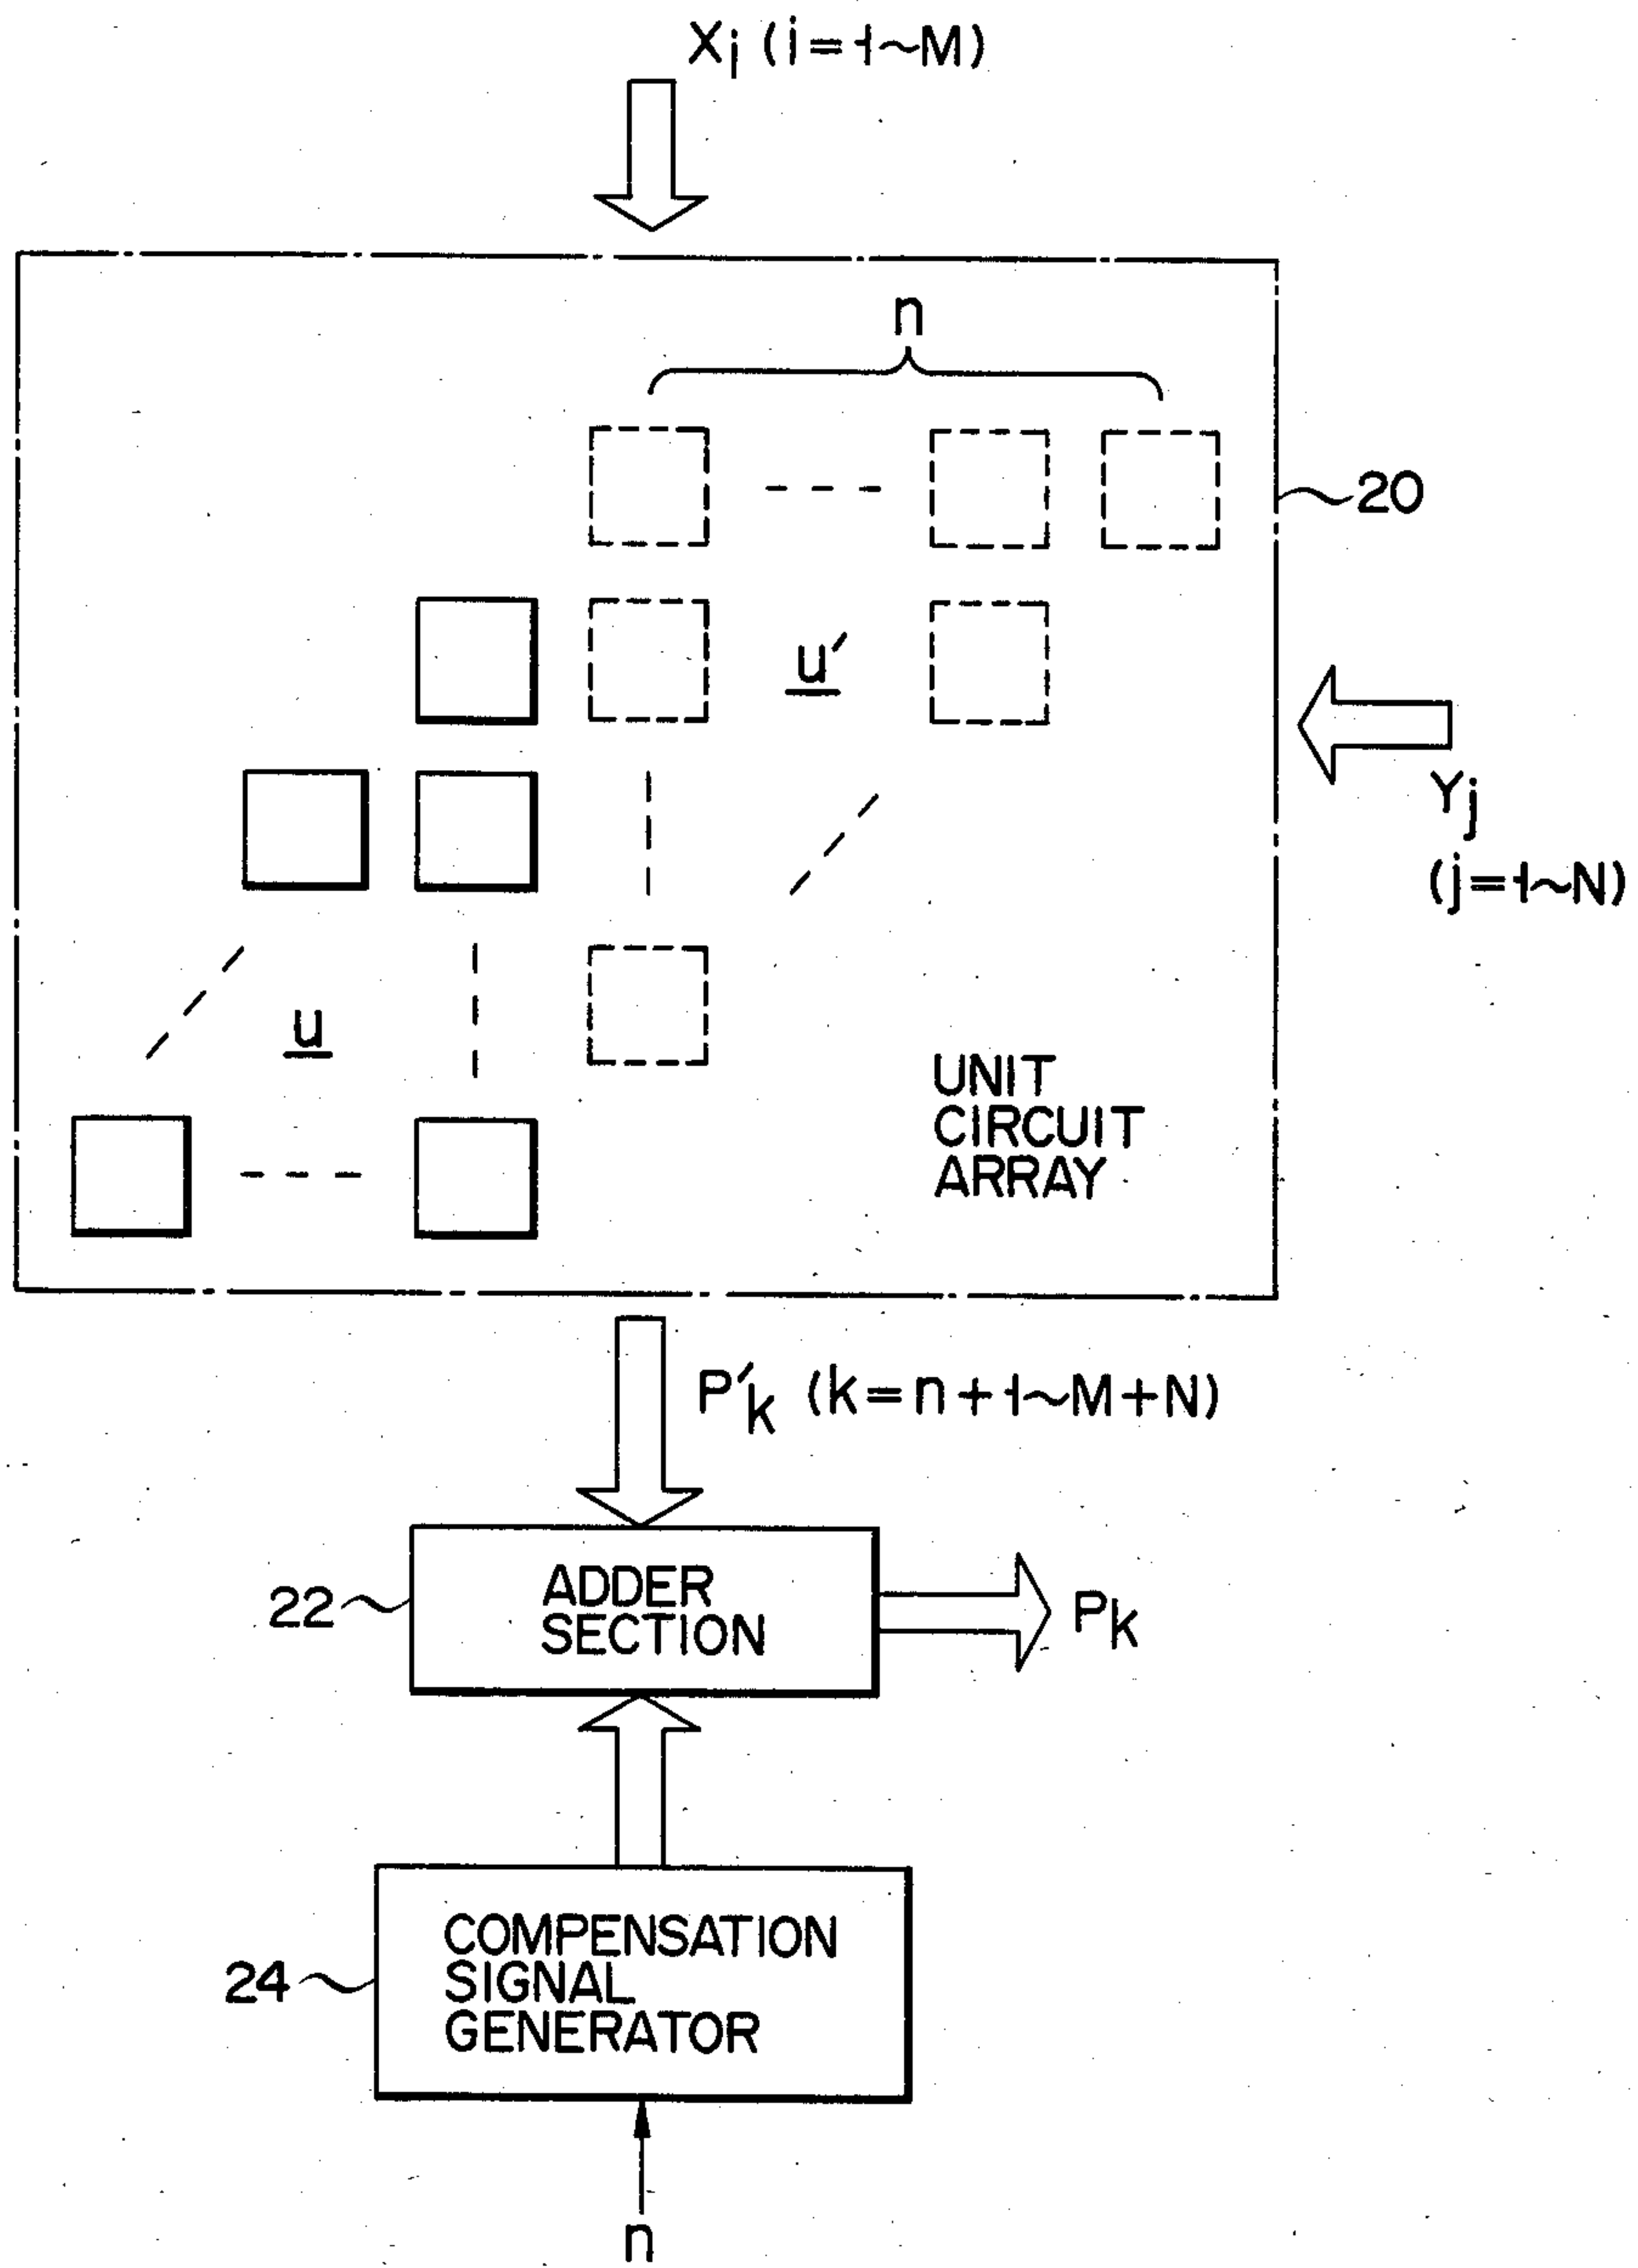 Xi (i=1~M)
n
20
u'
Yj
(j=1~N)
u
UNIT
CIRCUIT
ARRAY
P'k (k=n+1~M+N)
22
ADDER
SECTION
Pk
24
COMPENSATION
SIGNAL
GENERATOR
n